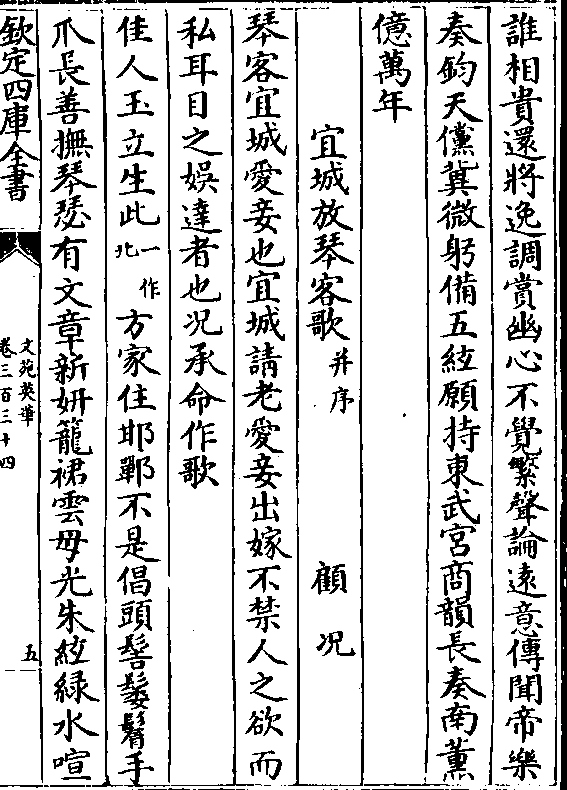 誰相貴還將逸調賞幽心不覺繁聲論遠意傳聞帝樂
奏鈞天儻冀微躬備五絃願持東武宮商韻長奏南薰
億萬年
宜城放琴客歌并序 顧況
琴客宜城愛妾也宜城請老愛妾出嫁不禁人之欲而
私耳目之娛達者也況承命作歌
佳人玉立生此一作北方家住邯鄲不是倡頭髻鬖髿手
爪長善撫琴瑟有文章新妍籠裙雲母光朱絃綠水喧
欽定四庫全書
文苑英華
卷三百三十四
五